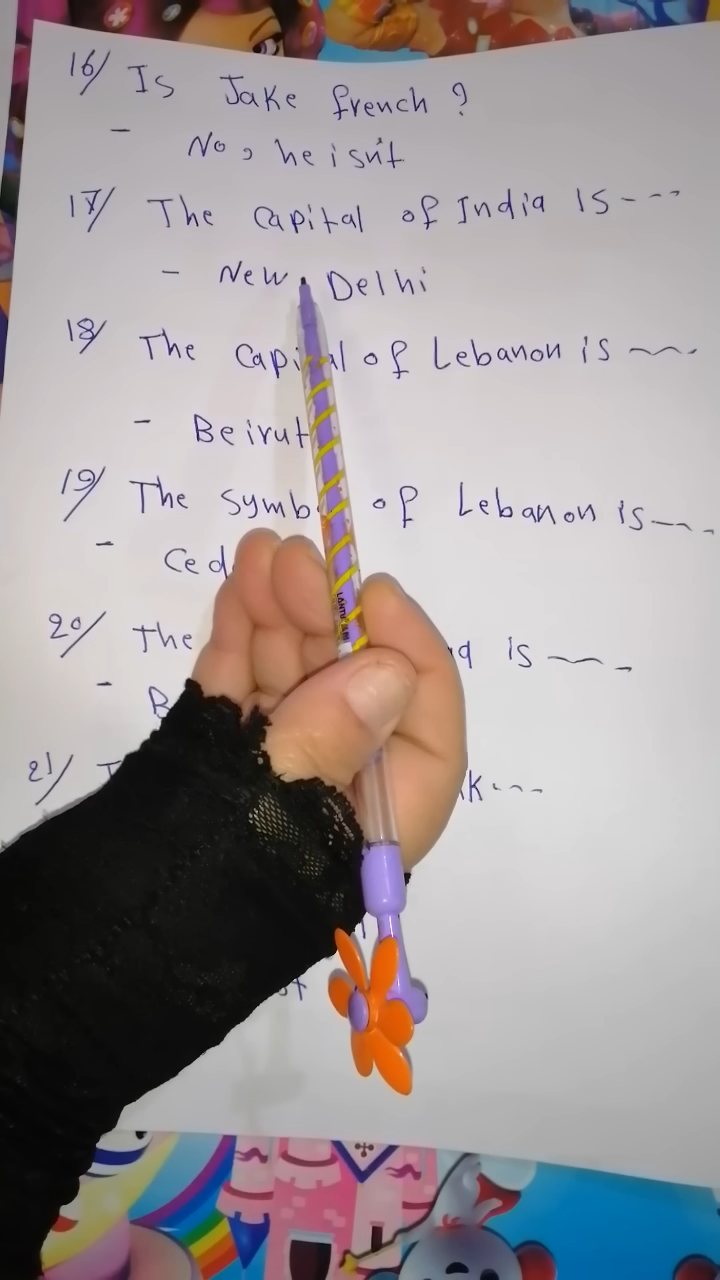 16/ Is Jake french ?
- No, he isn't
17/ The capital of India is ---
- New Delhi
18/ The capital of Lebanon is ~~
- Beirut
19/ The symbol of Lebanon is ---
- Ced
20/ The is ---
- B
21/